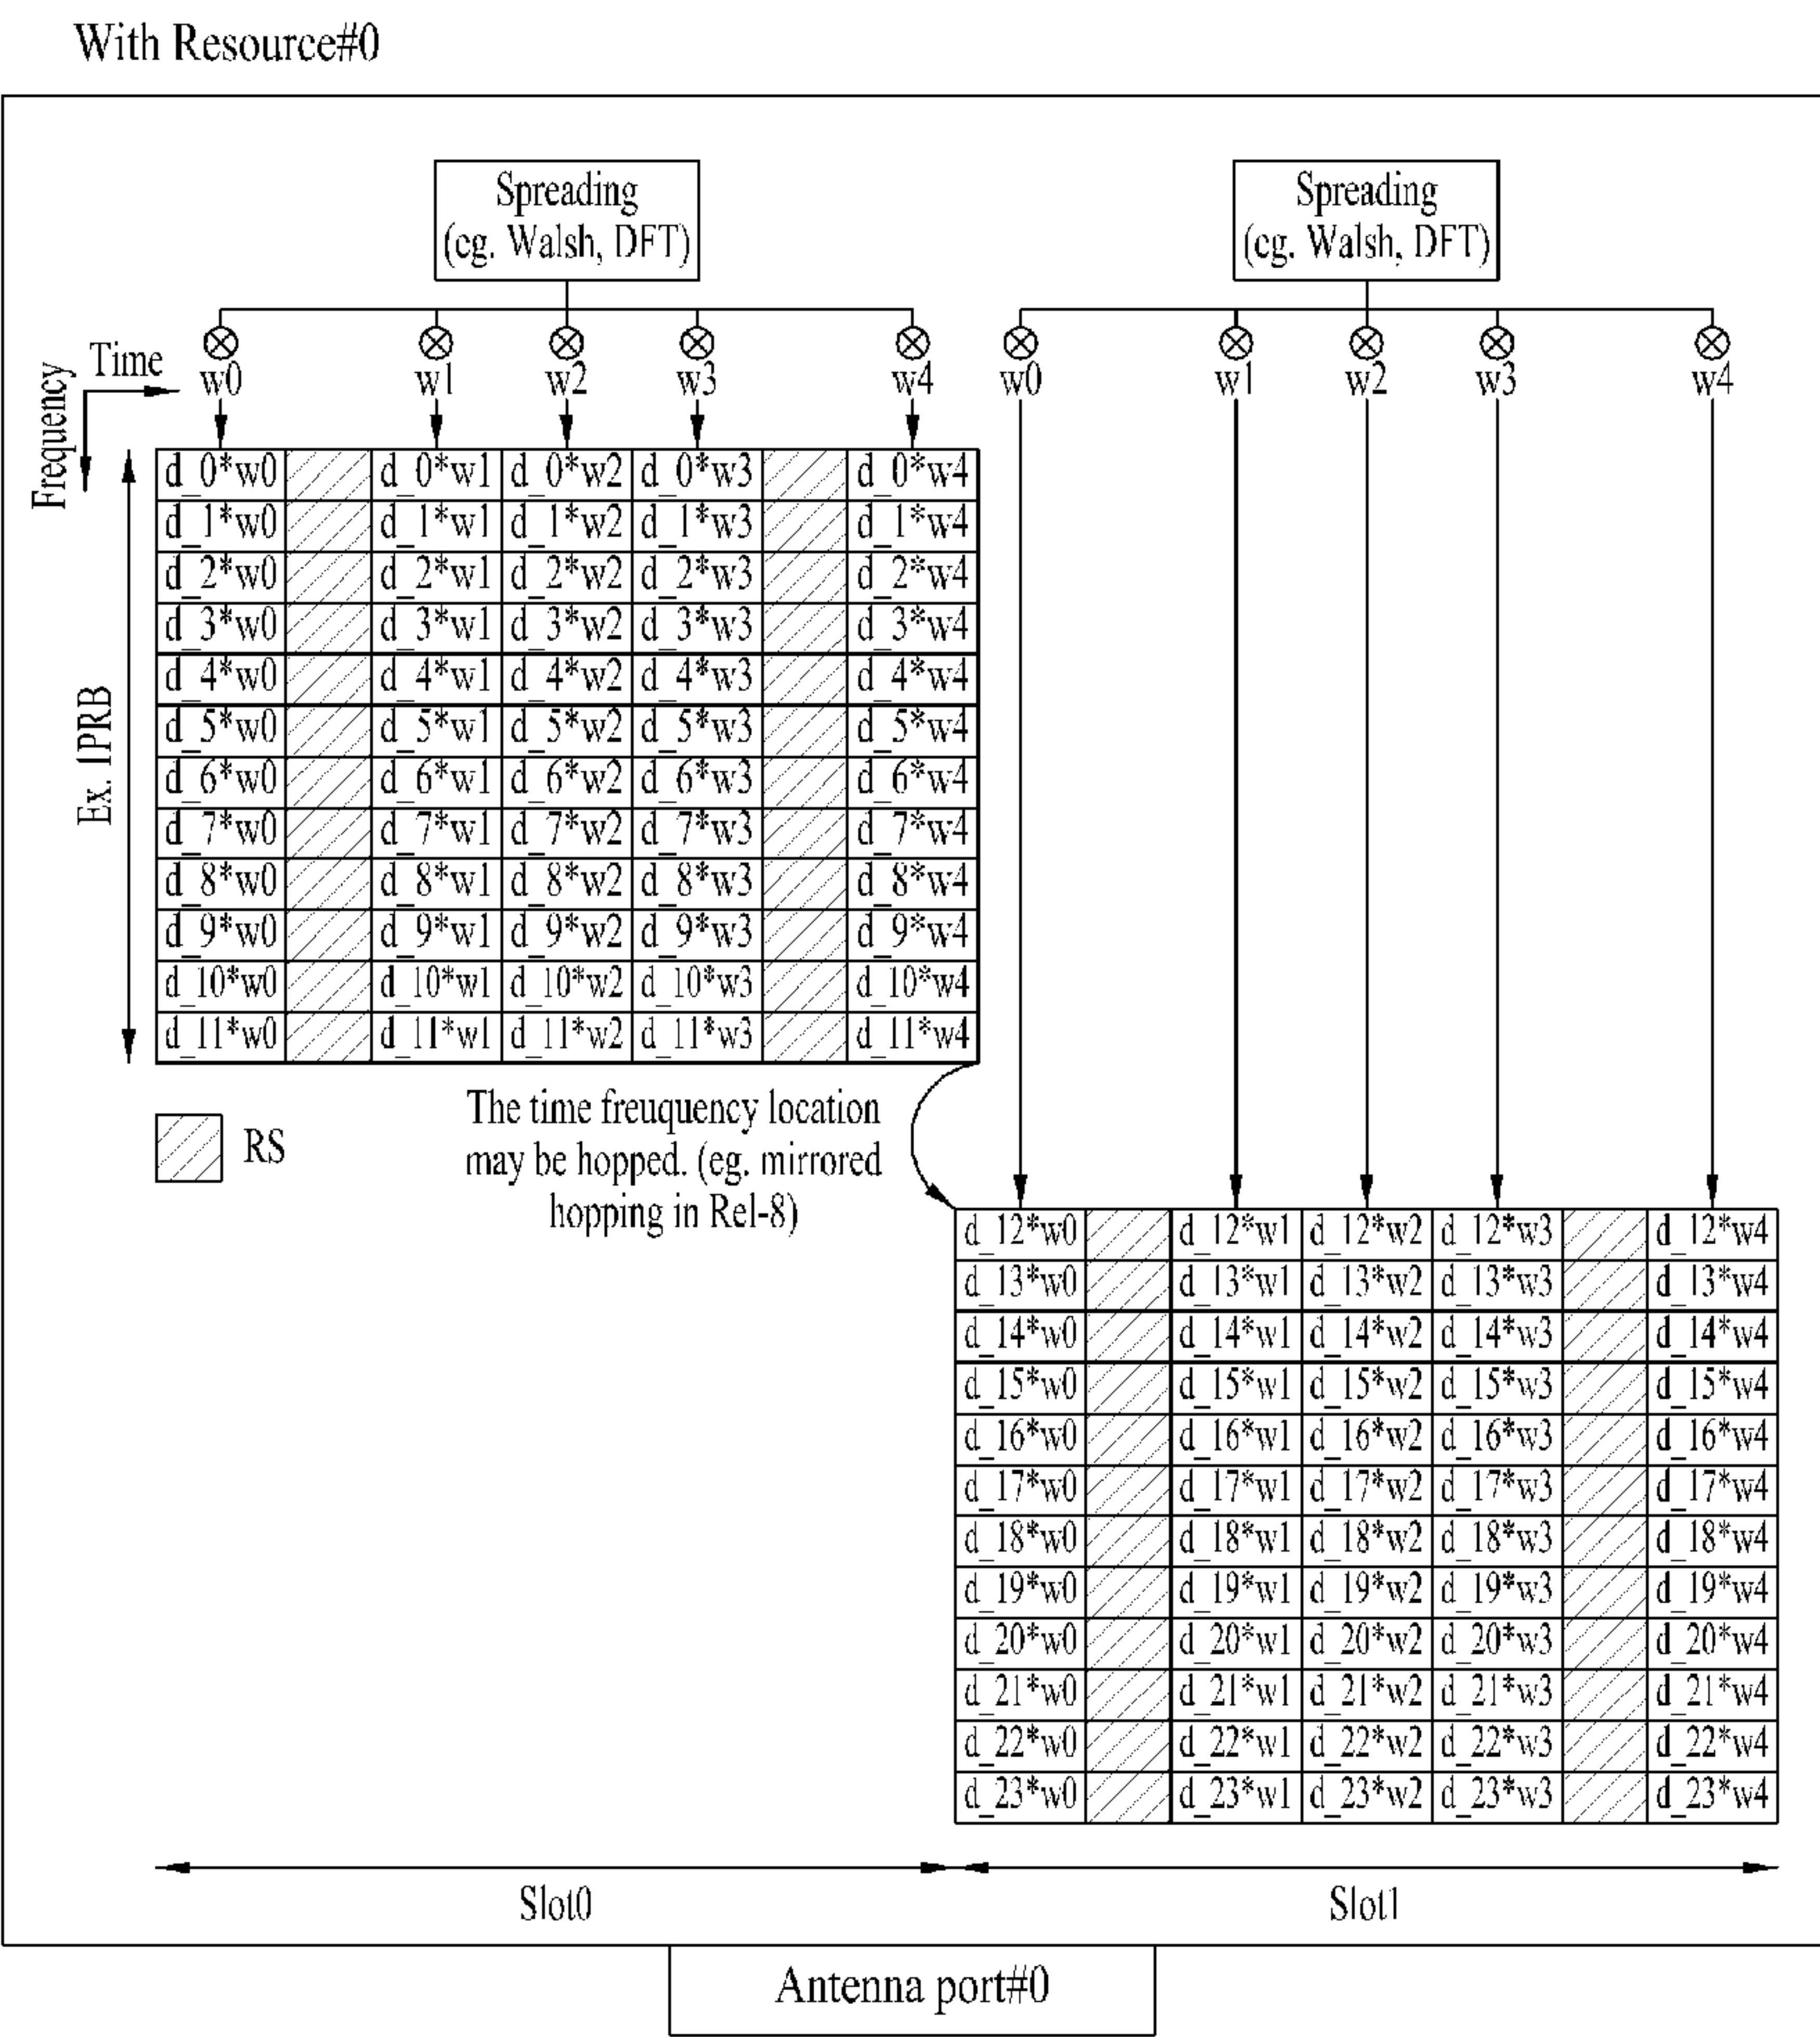 With Resource#0
Spreading
(cg. Walsh, DFT)
Spreading
(cg. Walsh, DFT)
Time
Frequency
w0 w1 w2 w3 w4
w0 w1 w2 w3 w4
Ex. 1PRB
d_0*w0 d_0*w1 d_0*w2 d_0*w3 d_0*w4
d_1*w0 d_1*w1 d_1*w2 d_1*w3 d_1*w4
d_2*w0 d_2*w1 d_2*w2 d_2*w3 d_2*w4
d_3*w0 d_3*w1 d_3*w2 d_3*w3 d_3*w4
d_4*w0 d_4*w1 d_4*w2 d_4*w3 d_4*w4
d_5*w0 d_5*w1 d_5*w2 d_5*w3 d_5*w4
d_6*w0 d_6*w1 d_6*w2 d_6*w3 d_6*w4
d_7*w0 d_7*w1 d_7*w2 d_7*w3 d_7*w4
d_8*w0 d_8*w1 d_8*w2 d_8*w3 d_8*w4
d_9*w0 d_9*w1 d_9*w2 d_9*w3 d_9*w4
d_10*w0 d_10*w1 d_10*w2 d_10*w3 d_10*w4
d_11*w0 d_11*w1 d_11*w2 d_11*w3 d_11*w4
RS
The time freuquency location
may be hopped. (eg. mirrored
hopping in Rel-8)
d_12*w0 d_12*w1 d_12*w2 d_12*w3 d_12*w4
d_13*w0 d_13*w1 d_13*w2 d_13*w3 d_13*w4
d_14*w0 d_14*w1 d_14*w2 d_14*w3 d_14*w4
d_15*w0 d_15*w1 d_15*w2 d_15*w3 d_15*w4
d_16*w0 d_16*w1 d_16*w2 d_16*w3 d_16*w4
d_17*w0 d_17*w1 d_17*w2 d_17*w3 d_17*w4
d_18*w0 d_18*w1 d_18*w2 d_18*w3 d_18*w4
d_19*w0 d_19*w1 d_19*w2 d_19*w3 d_19*w4
d_20*w0 d_20*w1 d_20*w2 d_20*w3 d_20*w4
d_21*w0 d_21*w1 d_21*w2 d_21*w3 d_21*w4
d_22*w0 d_22*w1 d_22*w2 d_22*w3 d_22*w4
d_23*w0 d_23*w1 d_23*w2 d_23*w3 d_23*w4
Slot0
Slot1
Antenna port#0